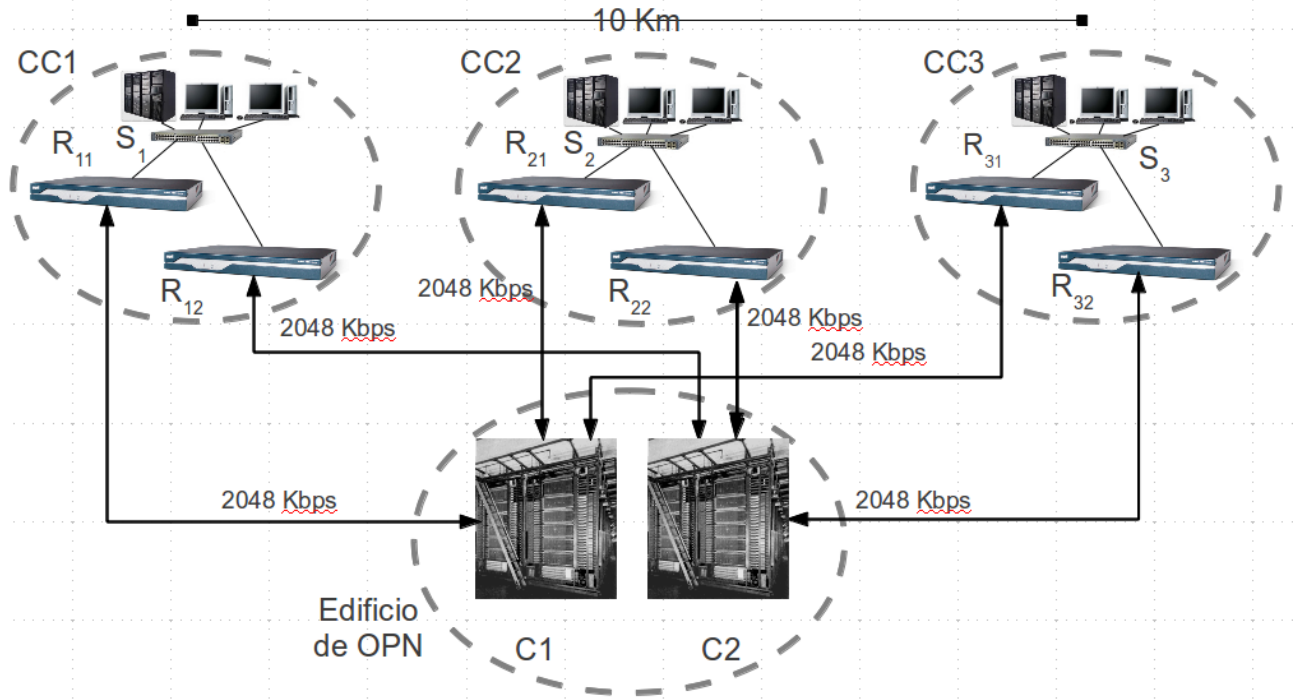 10 Km
CC1
CC2
CC3
R11
S1
R21
S2
R31
S3
R12
R22
R32
2048 Kbps
2048 Kbps
2048 Kbps
2048 Kbps
2048 Kbps
2048 Kbps
Edificio
de OPN
C1
C2